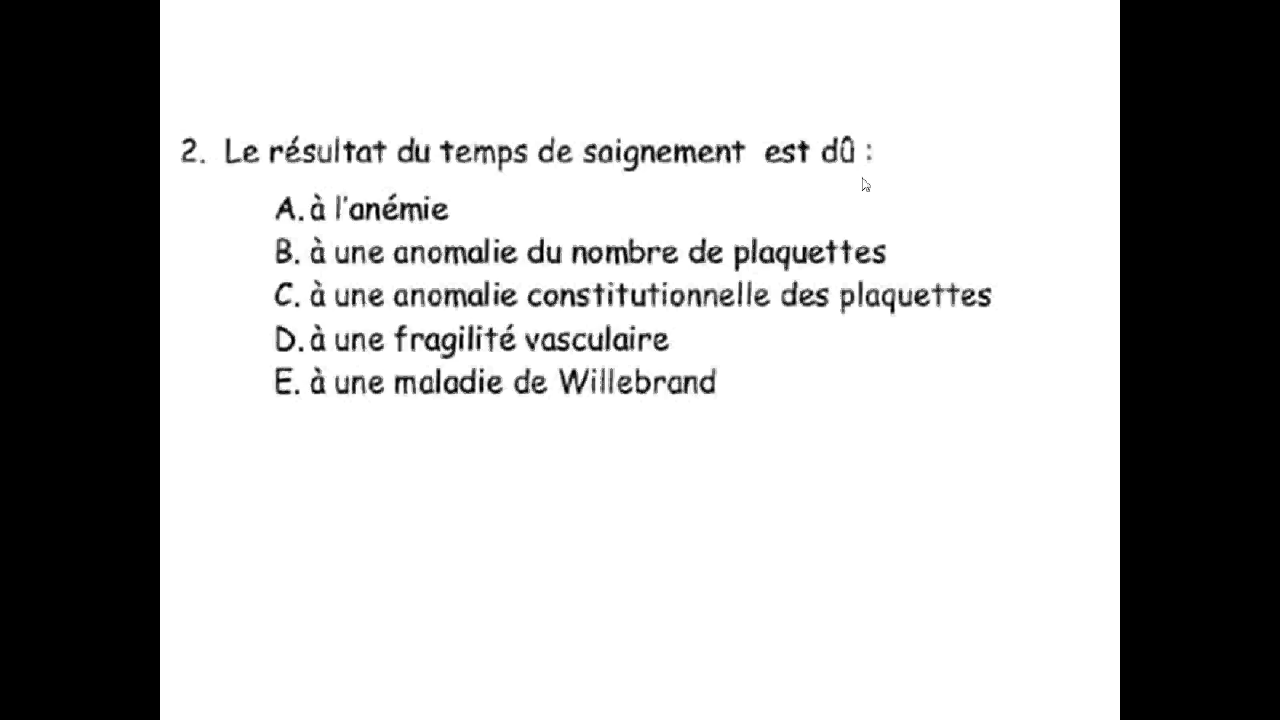 2. Le résultat du temps de saignement est dû :
A. à l'anémie
B. à une anomalie du nombre de plaquettes
C. à une anomalie constitutionnelle des plaquettes
D. à une fragilité vasculaire
E. à une maladie de Willebrand